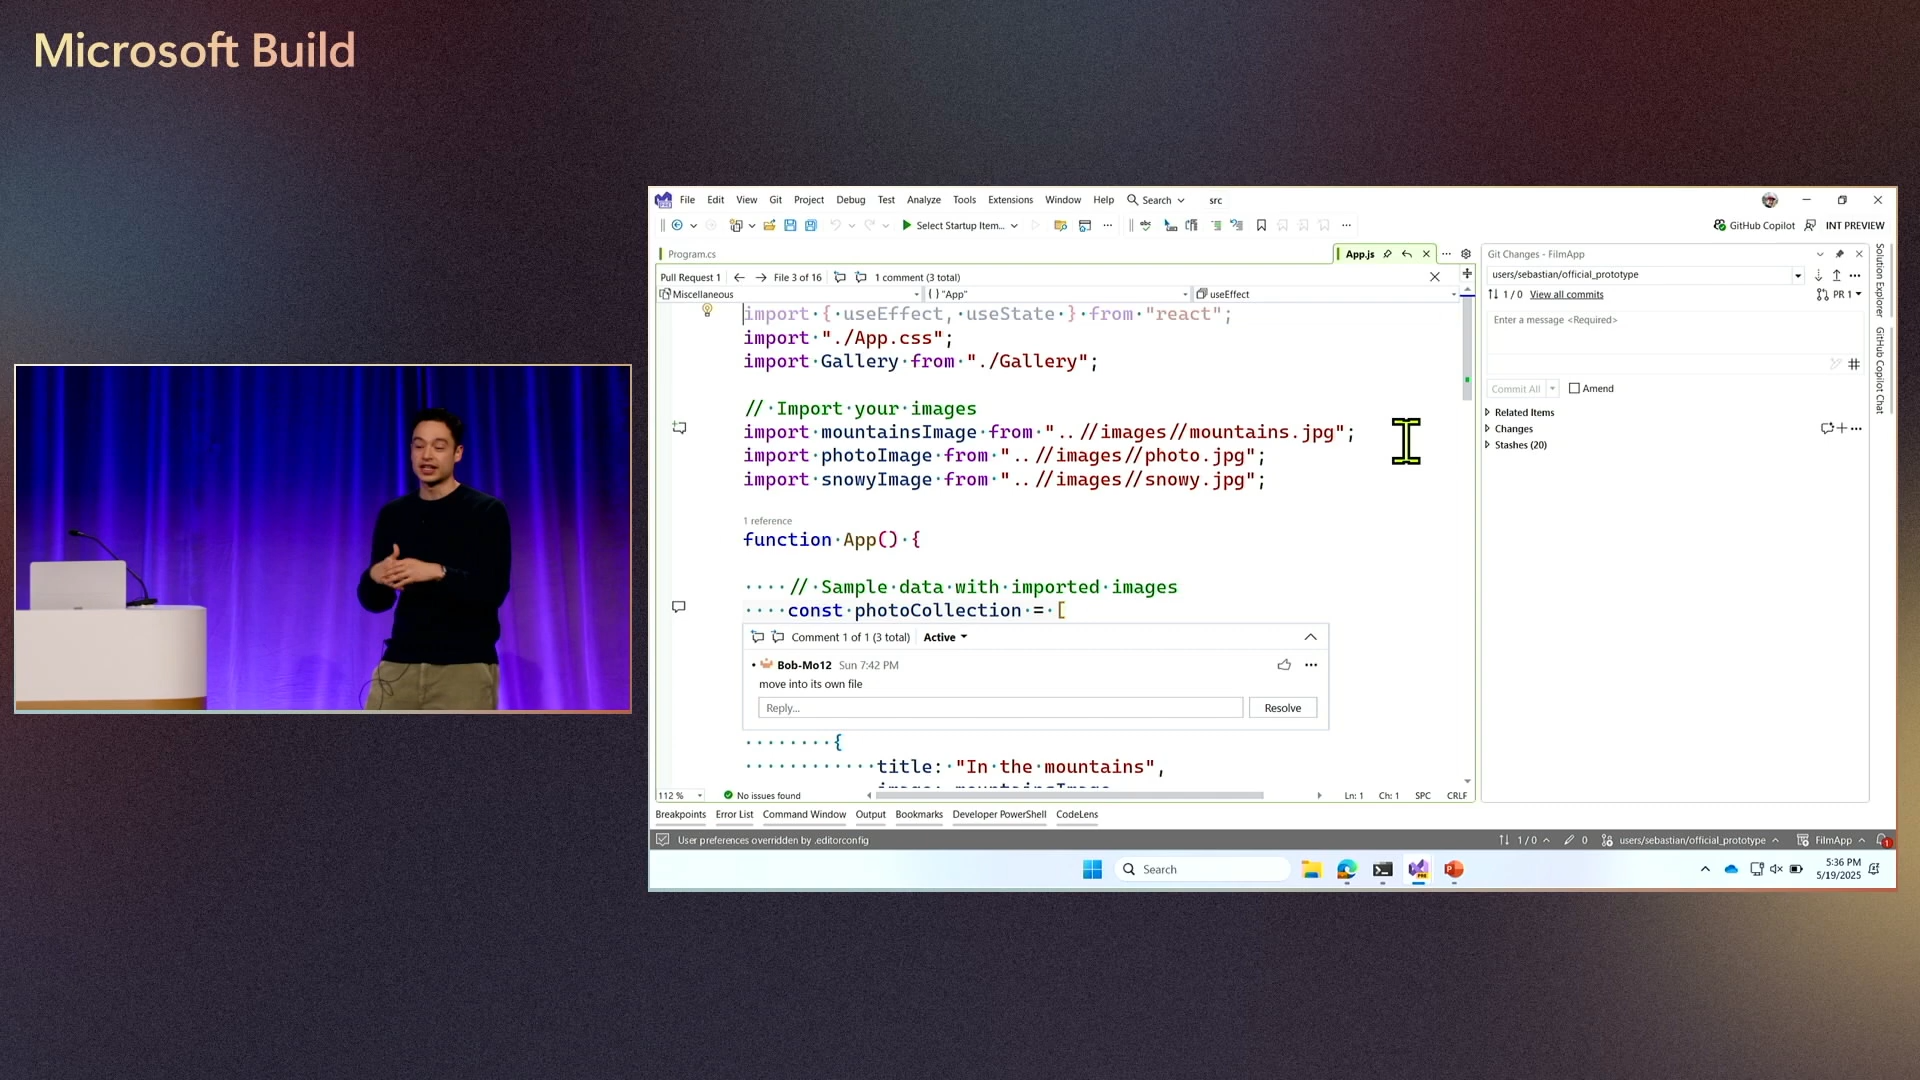 Microsoft Build
File Edit View Git Project Debug Test Analyze Tools Extensions Window Help Search src
Select Startup Item... GitHub Copilot INT PREVIEW
Program.cs App.js
Pull Request 1 File 3 of 16 1 comment (3 total)
Miscellaneous {} "App" useEffect
import { useEffect, useState } from "react";
import "./App.css";
import Gallery from "./Gallery";
// Import your images
import mountainsImage from "..//images//mountains.jpg";
import photoImage from "..//images//photo.jpg";
import snowyImage from "..//images//snowy.jpg";
1 reference
function App() {
// Sample data with imported images
const photoCollection = [
Comment 1 of 1 (3 total) Active
Bob-Mo12 Sun 7:42 PM
move into its own file
Reply... Resolve
{
title: "In the mountains",
112 % No issues found Ln: 1 Ch: 1 SPC CRLF
Git Changes - FilmApp
users/sebastian/official_prototype
1 / 0 View all commits PR 1
Enter a message <Required>
Commit All Amend
Related Items
Changes
Stashes (20)
Solution Explorer
GitHub Copilot Chat
Breakpoints Error List Command Window Output Bookmarks Developer PowerShell CodeLens
User preferences overridden by .editorconfig 1 / 0 0 users/sebastian/official_prototype FilmApp 1
Search
5:36 PM
5/19/2025